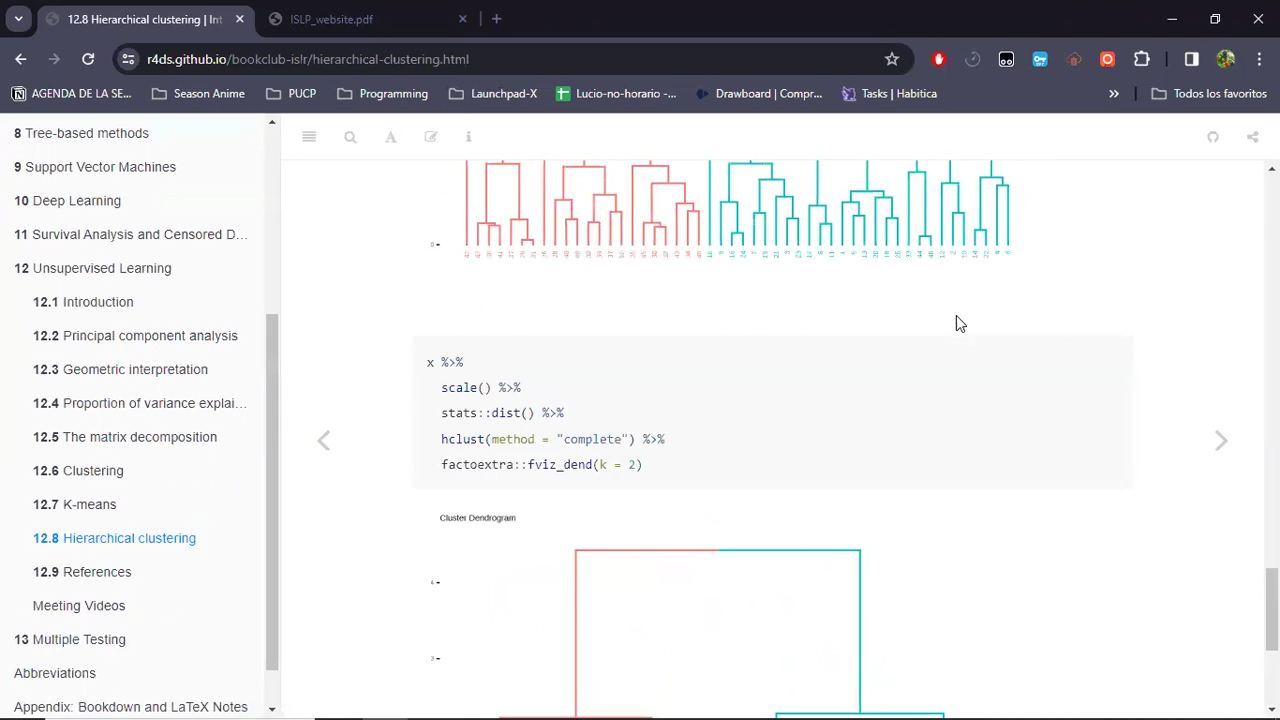 12.8 Hierarchical clustering | Int
ISLP_website.pdf
r4ds.github.io/bookclub-islr/hierarchical-clustering.html
AGENDA DE LA SE...
Season Anime
PUCP
Programming
Launchpad-X
Lucio-no-horario -...
Drawboard | Compr...
Tasks | Habitica
Todos los favoritos
8 Tree-based methods
9 Support Vector Machines
10 Deep Learning
11 Survival Analysis and Censored D...
12 Unsupervised Learning
12.1 Introduction
12.2 Principal component analysis
12.3 Geometric interpretation
12.4 Proportion of variance explai...
12.5 The matrix decomposition
12.6 Clustering
12.7 K-means
12.8 Hierarchical clustering
12.9 References
Meeting Videos
13 Multiple Testing
Abbreviations
Appendix: Bookdown and LaTeX Notes
0
x %>%
scale() %>%
stats::dist() %>%
hclust(method = "complete") %>%
factoextra::fviz_dend(k = 2)
Cluster Dendrogram
4
3